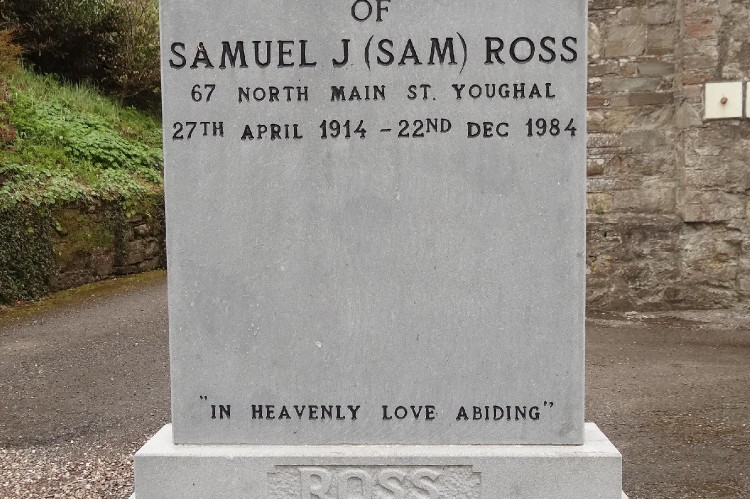 OF
SAMUEL J (SAM) ROSS
67 NORTH MAIN ST. YOUGHAL
27TH APRIL 1914 - 22ND DEC 1984
"IN HEAVENLY LOVE ABIDING"
ROSS